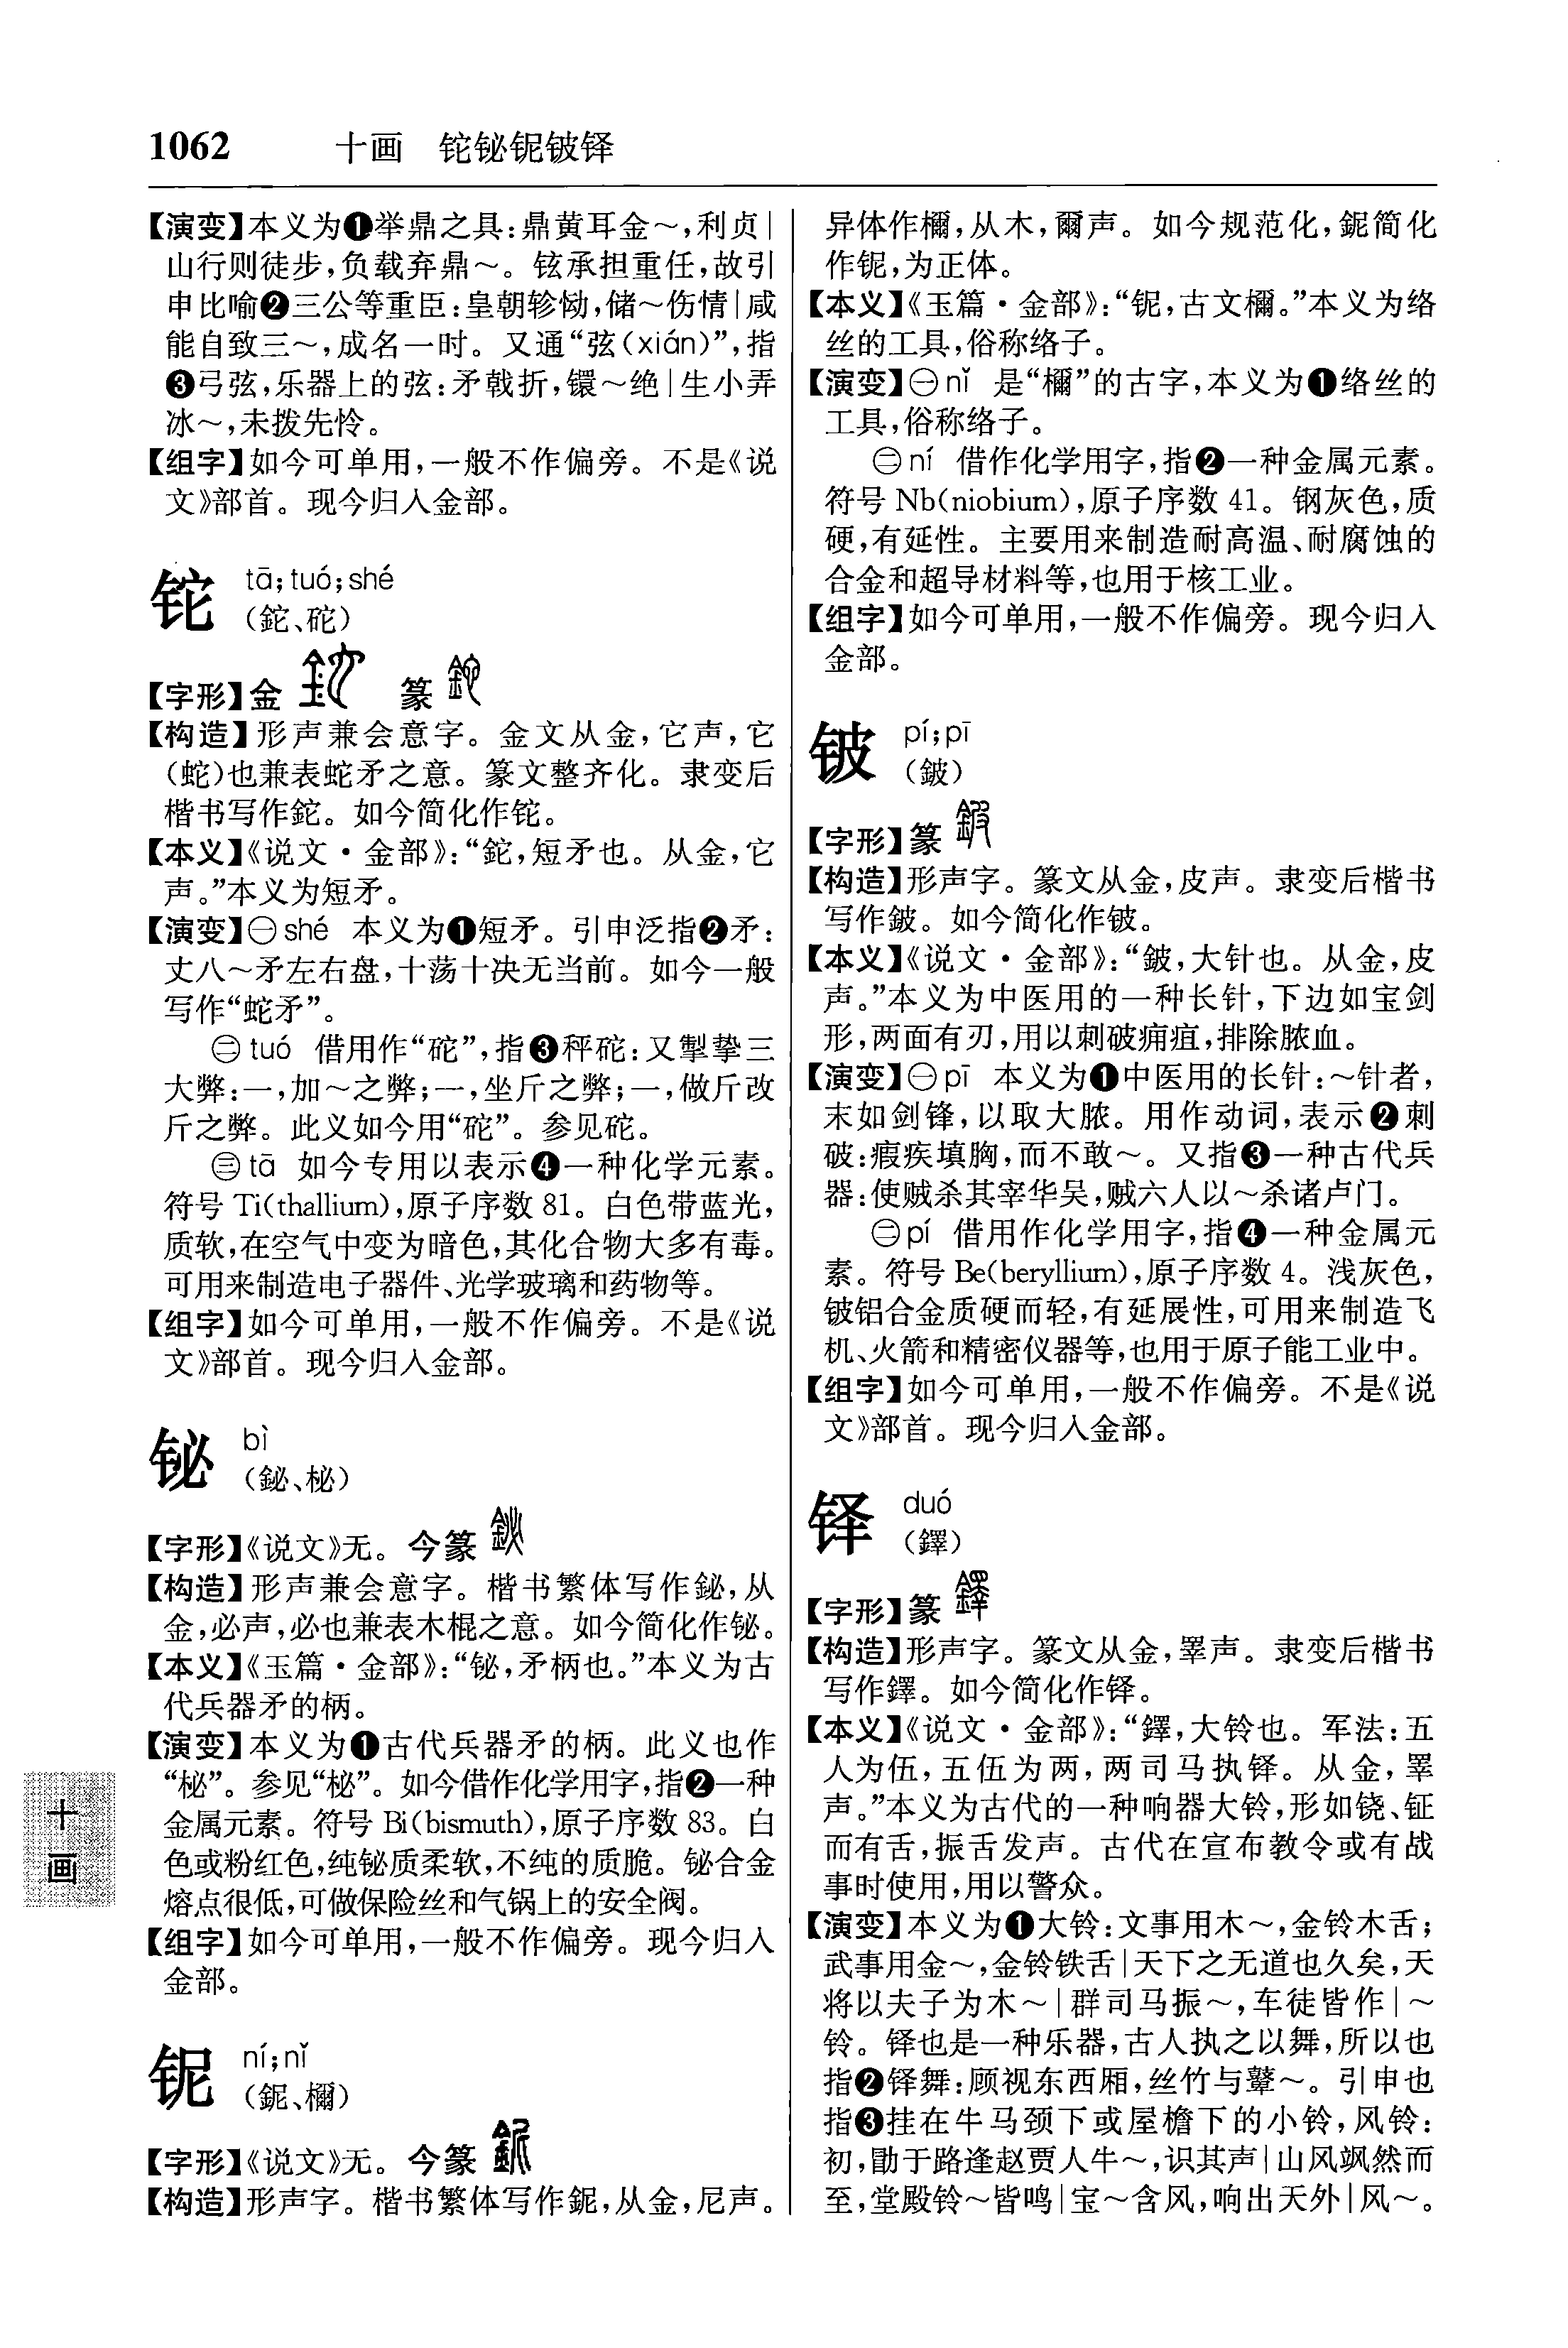 1062 十画 铊铋铌铍铎
【演变】本义为❶举鼎之具:鼎黄耳金～,利贞|
山行则徒步,负载弃鼎～。铉承担重任,故引
申比喻❷三公等重臣:皇朝轸恸,储～伤情|咸
能自致三～,成名一时。又通“弦(xián)”,指
❸弓弦,乐器上的弦:矛戟折,镮～绝|生小弄
冰～,未拨先怜。
【组字】如今可单用,一般不作偏旁。不是《说
文》部首。现今归入金部。
铊 tā;tuó;shé
(鉈、砣)
【字形】金 篆
【构造】形声兼会意字。金文从金,它声,它
(蛇)也兼表蛇矛之意。篆文整齐化。隶变后
楷书写作鉈。如今简化作铊。
【本义】《说文·金部》:“鉈,短矛也。从金,它
声。”本义为短矛。
【演变】㊀shé 本义为❶短矛。引申泛指❷矛:
丈八～矛左右盘,十荡十决无当前。如今一般
写作“蛇矛”。
㊁tuó 借用作“砣”,指❸秤砣:又掣挚三
大弊:一,加～之弊;一,坐斤之弊;一,做斤改
斤之弊。此义如今用“砣”。参见砣。
㊂tā 如今专用以表示❹一种化学元素。
符号 Ti(thallium),原子序数 81。白色带蓝光,
质软,在空气中变为暗色,其化合物大多有毒。
可用来制造电子器件、光学玻璃和药物等。
【组字】如今可单用,一般不作偏旁。不是《说
文》部首。现今归入金部。
铋 bì
(鉍、柲)
【字形】《说文》无。今篆
【构造】形声兼会意字。楷书繁体写作鉍,从
金,必声,必也兼表木棍之意。如今简化作铋。
【本义】《玉篇·金部》:“铋,矛柄也。”本义为古
代兵器矛的柄。
【演变】本义为❶古代兵器矛的柄。此义也作
“柲”。参见“柲”。如今借作化学用字,指❷一种
金属元素。符号 Bi(bismuth),原子序数 83。白
色或粉红色,纯铋质柔软,不纯的质脆。铋合金
熔点很低,可做保险丝和气锅上的安全阀。
【组字】如今可单用,一般不作偏旁。现今归入
金部。
铌 ní;nǐ
(鈮、檷)
【字形】《说文》无。今篆
【构造】形声字。楷书繁体写作鈮,从金,尼声。
异体作檷,从木,爾声。如今规范化,鈮简化
作铌,为正体。
【本义】《玉篇·金部》:“铌,古文檷。”本义为络
丝的工具,俗称络子。
【演变】㊀nǐ 是“檷”的古字,本义为❶络丝的
工具,俗称络子。
㊁ní 借作化学用字,指❷一种金属元素。
符号 Nb(niobium),原子序数 41。钢灰色,质
硬,有延性。主要用来制造耐高温、耐腐蚀的
合金和超导材料等,也用于核工业。
【组字】如今可单用,一般不作偏旁。现今归入
金部。
铍 pí;pī
(鈹)
【字形】篆
【构造】形声字。篆文从金,皮声。隶变后楷书
写作鈹。如今简化作铍。
【本义】《说文·金部》:“鈹,大针也。从金,皮
声。”本义为中医用的一种长针,下边如宝剑
形,两面有刃,用以刺破痈疽,排除脓血。
【演变】㊀pī 本义为❶中医用的长针:～针者,
末如剑锋,以取大脓。用作动词,表示❷刺
破:瘕疾填胸,而不敢～。又指❸一种古代兵
器:使贼杀其宰华吴,贼六人以～杀诸卢门。
㊁pí 借用作化学用字,指❹一种金属元
素。符号 Be(beryllium),原子序数 4。浅灰色,
铍铝合金质硬而轻,有延展性,可用来制造飞
机、火箭和精密仪器等,也用于原子能工业中。
【组字】如今可单用,一般不作偏旁。不是《说
文》部首。现今归入金部。
铎 duó
(鐸)
【字形】篆
【构造】形声字。篆文从金,睪声。隶变后楷书
写作鐸。如今简化作铎。
【本义】《说文·金部》:“鐸,大铃也。军法:五
人为伍,五伍为两,两司马执铎。从金,睪
声。”本义为古代的一种响器大铃,形如铙、钲
而有舌,振舌发声。古代在宣布教令或有战
事时使用,用以警众。
【演变】本义为❶大铃:文事用木～,金铃木舌;
武事用金～,金铃铁舌|天下之无道也久矣,天
将以夫子为木～|群司马振～,车徒皆作|～
铃。铎也是一种乐器,古人执之以舞,所以也
指❷铎舞:顾视东西厢,丝竹与鞞～。引申也
指❸挂在牛马颈下或屋檐下的小铃,风铃:
初,勖于路逢赵贾人牛～,识其声|山风飒然而
至,堂殿铃～皆鸣|宝～含风,响出天外|风～。
十画